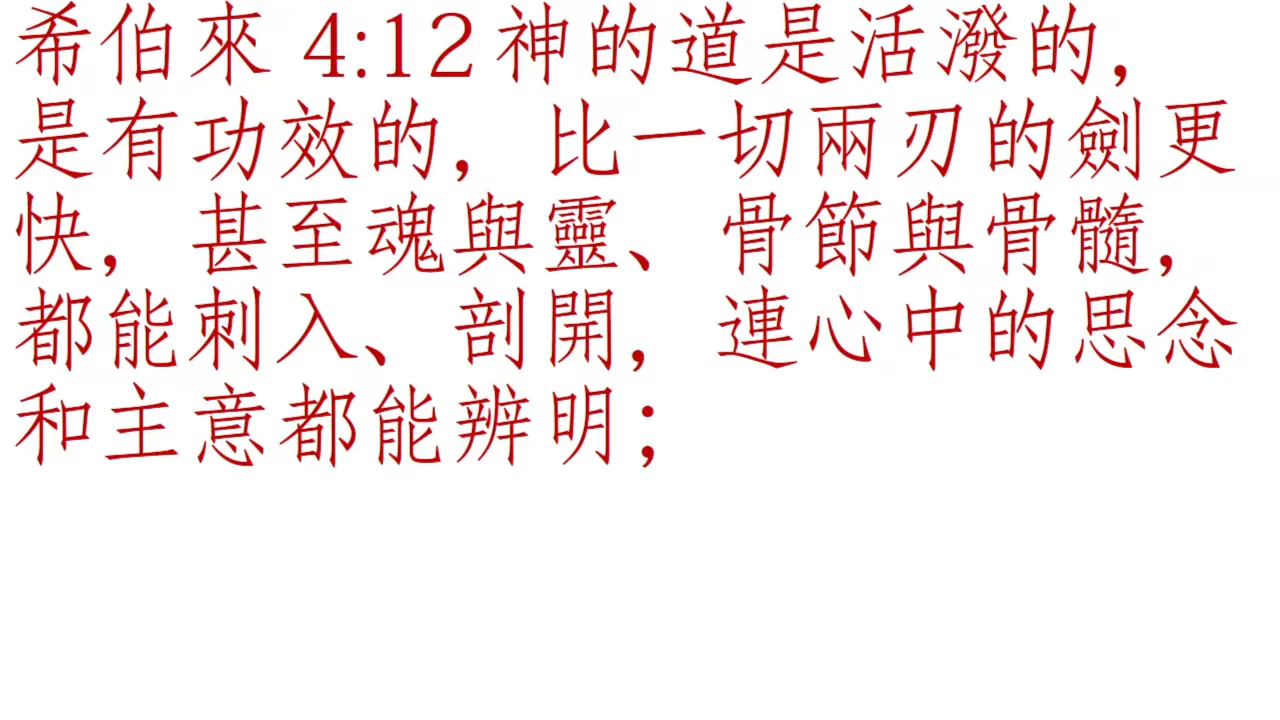 希伯來 4:12 神的道是活潑的，
是有功效的，比一切兩刃的劍更
快，甚至魂與靈、骨節與骨髓，
都能刺入、剖開，連心中的思念
和主意都能辨明；